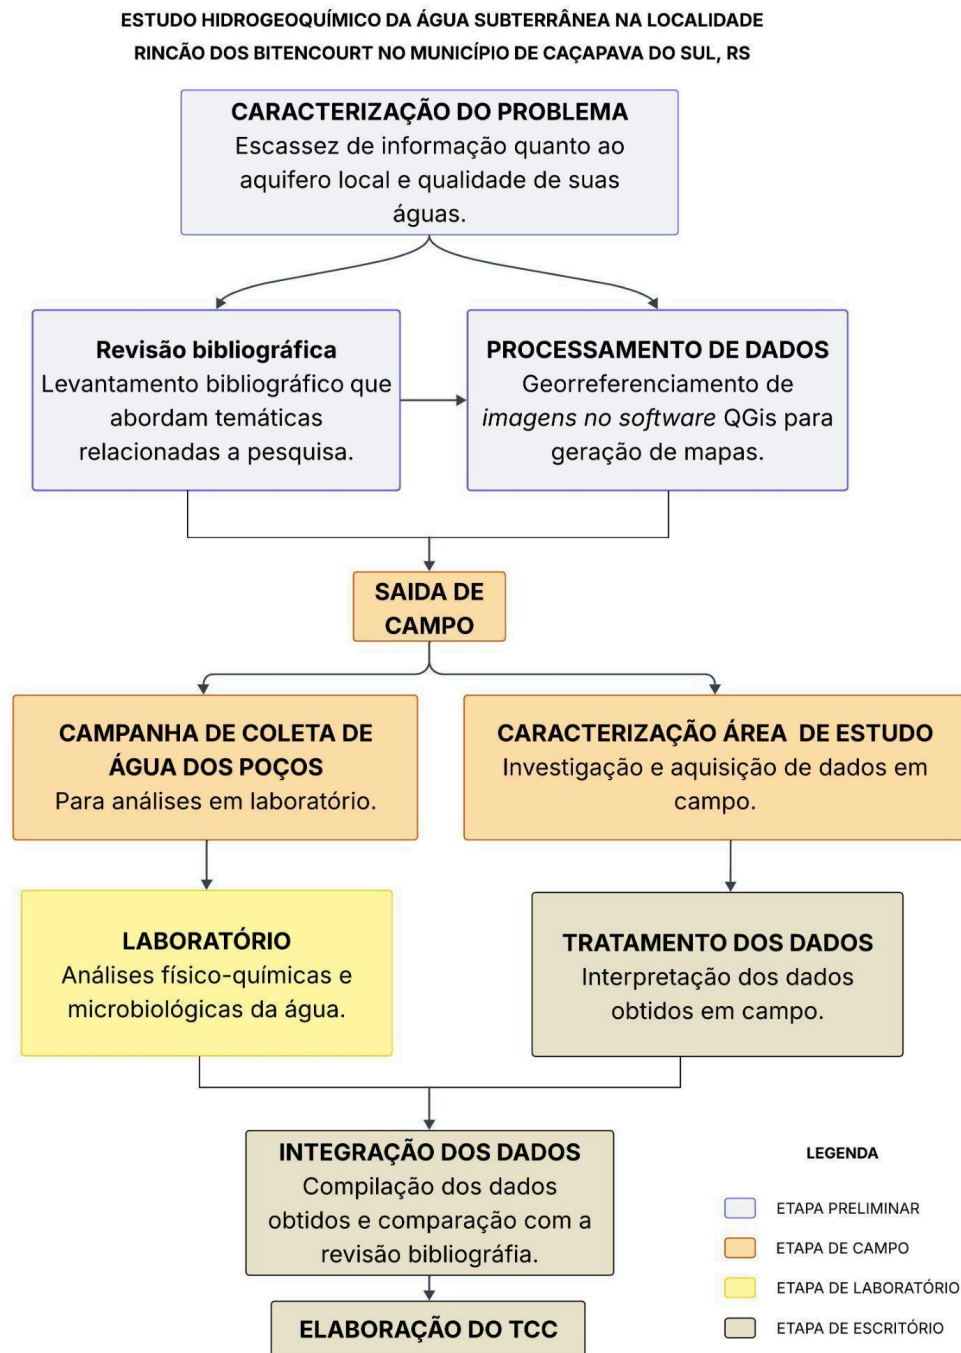 ESTUDO HIDROGEOQUÍMICO DA ÁGUA SUBTERRÂNEA NA LOCALIDADE
RINCÃO DOS BITENCOURT NO MUNICÍPIO DE CAÇAPAVA DO SUL, RS
CARACTERIZAÇÃO DO PROBLEMA
Escassez de informação quanto ao
aquifero local e qualidade de suas
águas.
Revisão bibliográfica
Levantamento bibliográfico que
abordam temáticas
relacionadas a pesquisa.
PROCESSAMENTO DE DADOS
Georreferenciamento de
imagens no software QGis para
geração de mapas.
SAIDA DE
CAMPO
CAMPANHA DE COLETA DE
ÁGUA DOS POÇOS
Para análises em laboratório.
CARACTERIZAÇÃO ÁREA DE ESTUDO
Investigação e aquisição de dados em
campo.
LABORATÓRIO
Análises físico-químicas e
microbiológicas da água.
TRATAMENTO DOS DADOS
Interpretação dos dados
obtidos em campo.
INTEGRAÇÃO DOS DADOS
Compilação dos dados
obtidos e comparação com a
revisão bibliográfia.
ELABORAÇÃO DO TCC
LEGENDA
ETAPA PRELIMINAR
ETAPA DE CAMPO
ETAPA DE LABORATÓRIO
ETAPA DE ESCRITÓRIO